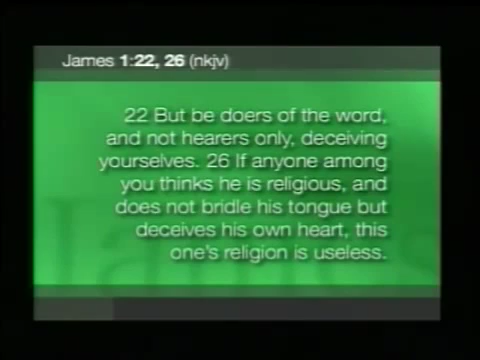 James 1:22, 26 (nkjv)
22 But be doers of the word,
and not hearers only, deceiving
yourselves. 26 If anyone among
you thinks he is religious, and
does not bridle his tongue but
deceives his own heart, this
one's religion is useless.
James